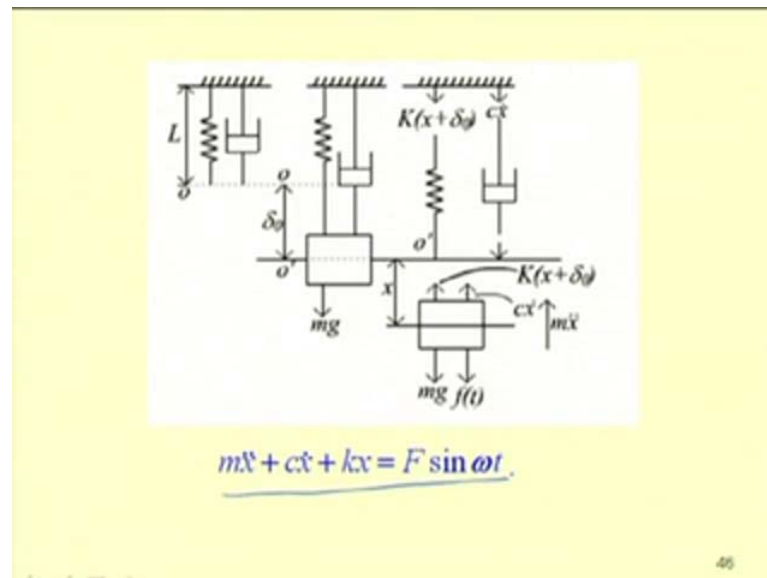 L
o
o
δ₀
o'
mg
K(x+δ₀)
cẋ
o'
x
K(x+δ₀)
cẋ
mẍ
mg
f(t)
mẍ + cẋ + kx = F sin ωt.
46